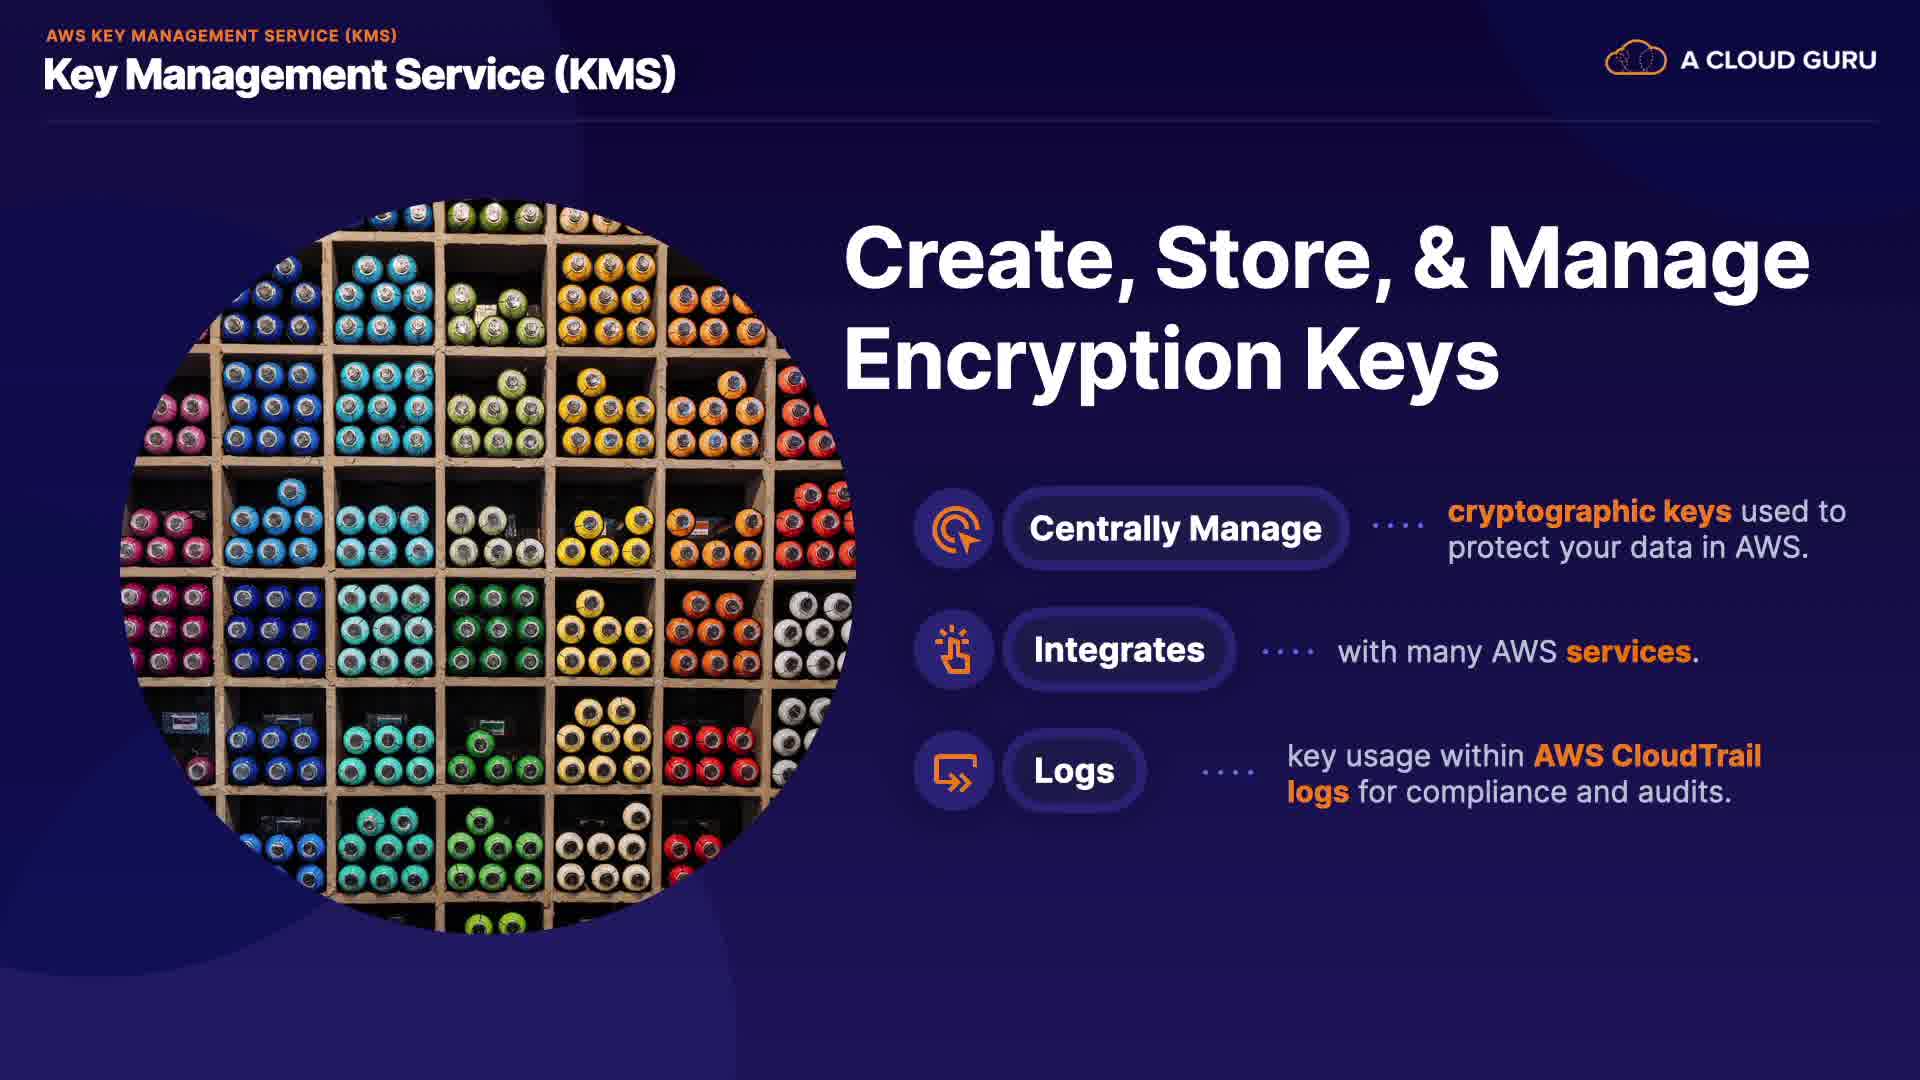 AWS KEY MANAGEMENT SERVICE (KMS)
Key Management Service (KMS)
A CLOUD GURU
Create, Store, & Manage
Encryption Keys
Centrally Manage
cryptographic keys used to
protect your data in AWS.
Integrates
with many AWS services.
Logs
key usage within AWS CloudTrail
logs for compliance and audits.